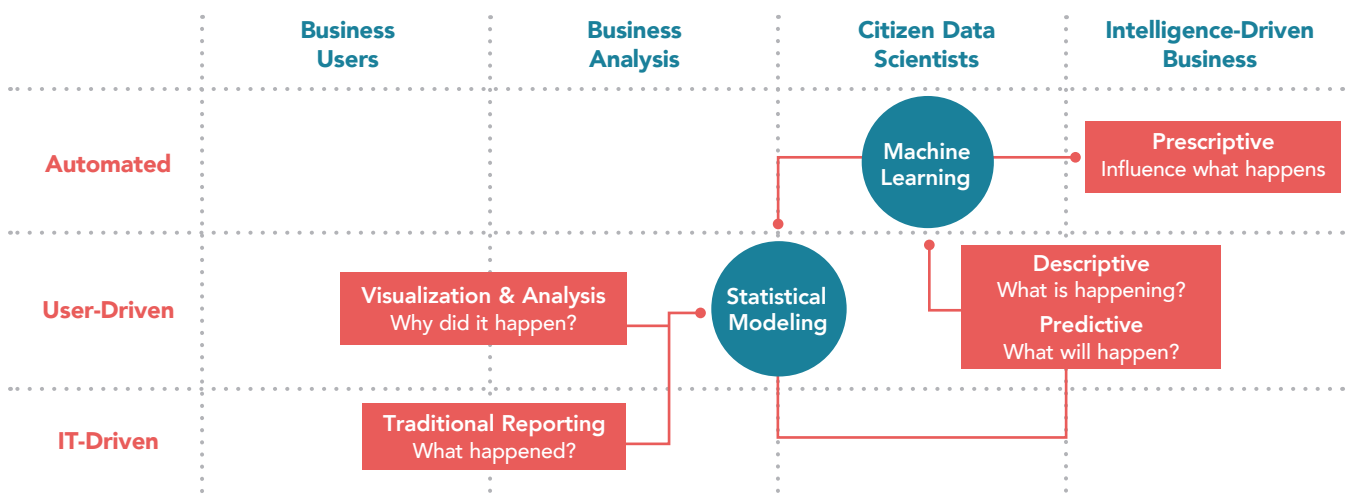 Business
Users
Business
Analysis
Citizen Data
Scientists
Intelligence-Driven
Business
Automated
Machine
Learning
Prescriptive
Influence what happens
User-Driven
Visualization & Analysis
Why did it happen?
Statistical
Modeling
Descriptive
What is happening?
Predictive
What will happen?
IT-Driven
Traditional Reporting
What happened?